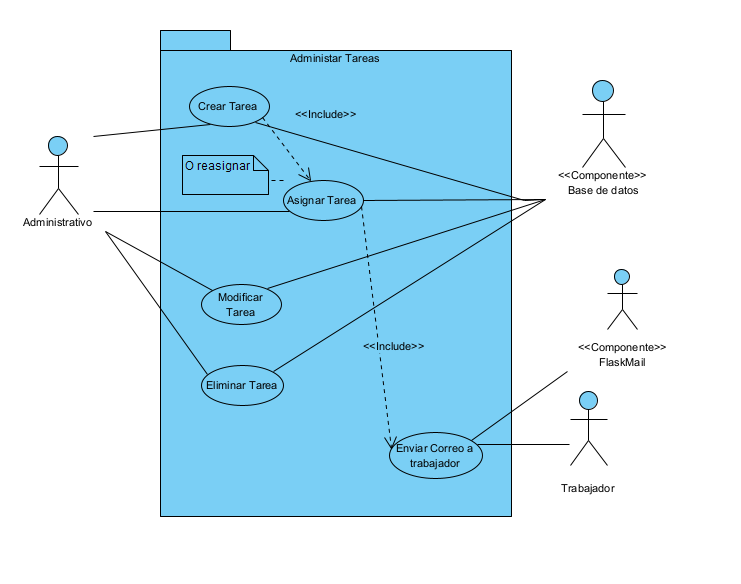 Administar Tareas
Crear Tarea
<<Include>>
O reasignar
Asignar Tarea
Administrativo
<<Componente>>
Base de datos
Modificar
Tarea
<<Include>>
<<Componente>>
FlaskMail
Eliminar Tarea
Enviar Correo a
trabajador
Trabajador